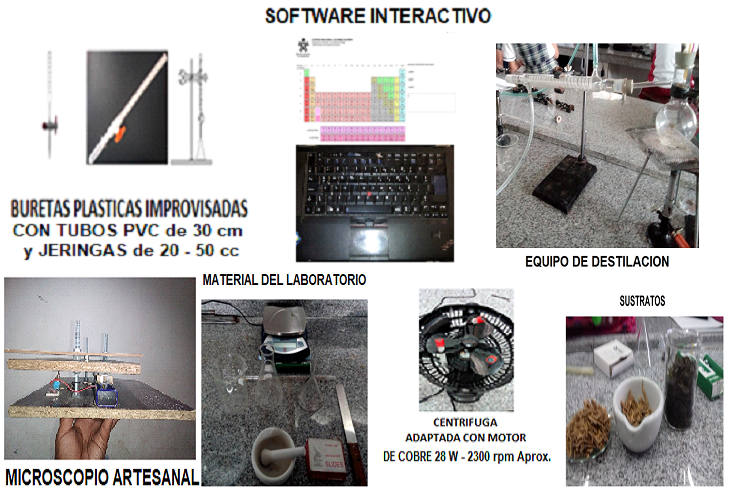 SOFTWARE INTERACTIVO
BURETAS PLASTICAS IMPROVISADAS
CON TUBOS PVC de 30 cm
y JERINGAS de 20 - 50 cc
EQUIPO DE DESTILACION
MATERIAL DEL LABORATORIO
SLIDES
SUSTRATOS
CENTRIFUGA
ADAPTADA CON MOTOR
DE COBRE 28 W - 2300 rpm Aprox.
MICROSCOPIO ARTESANAL